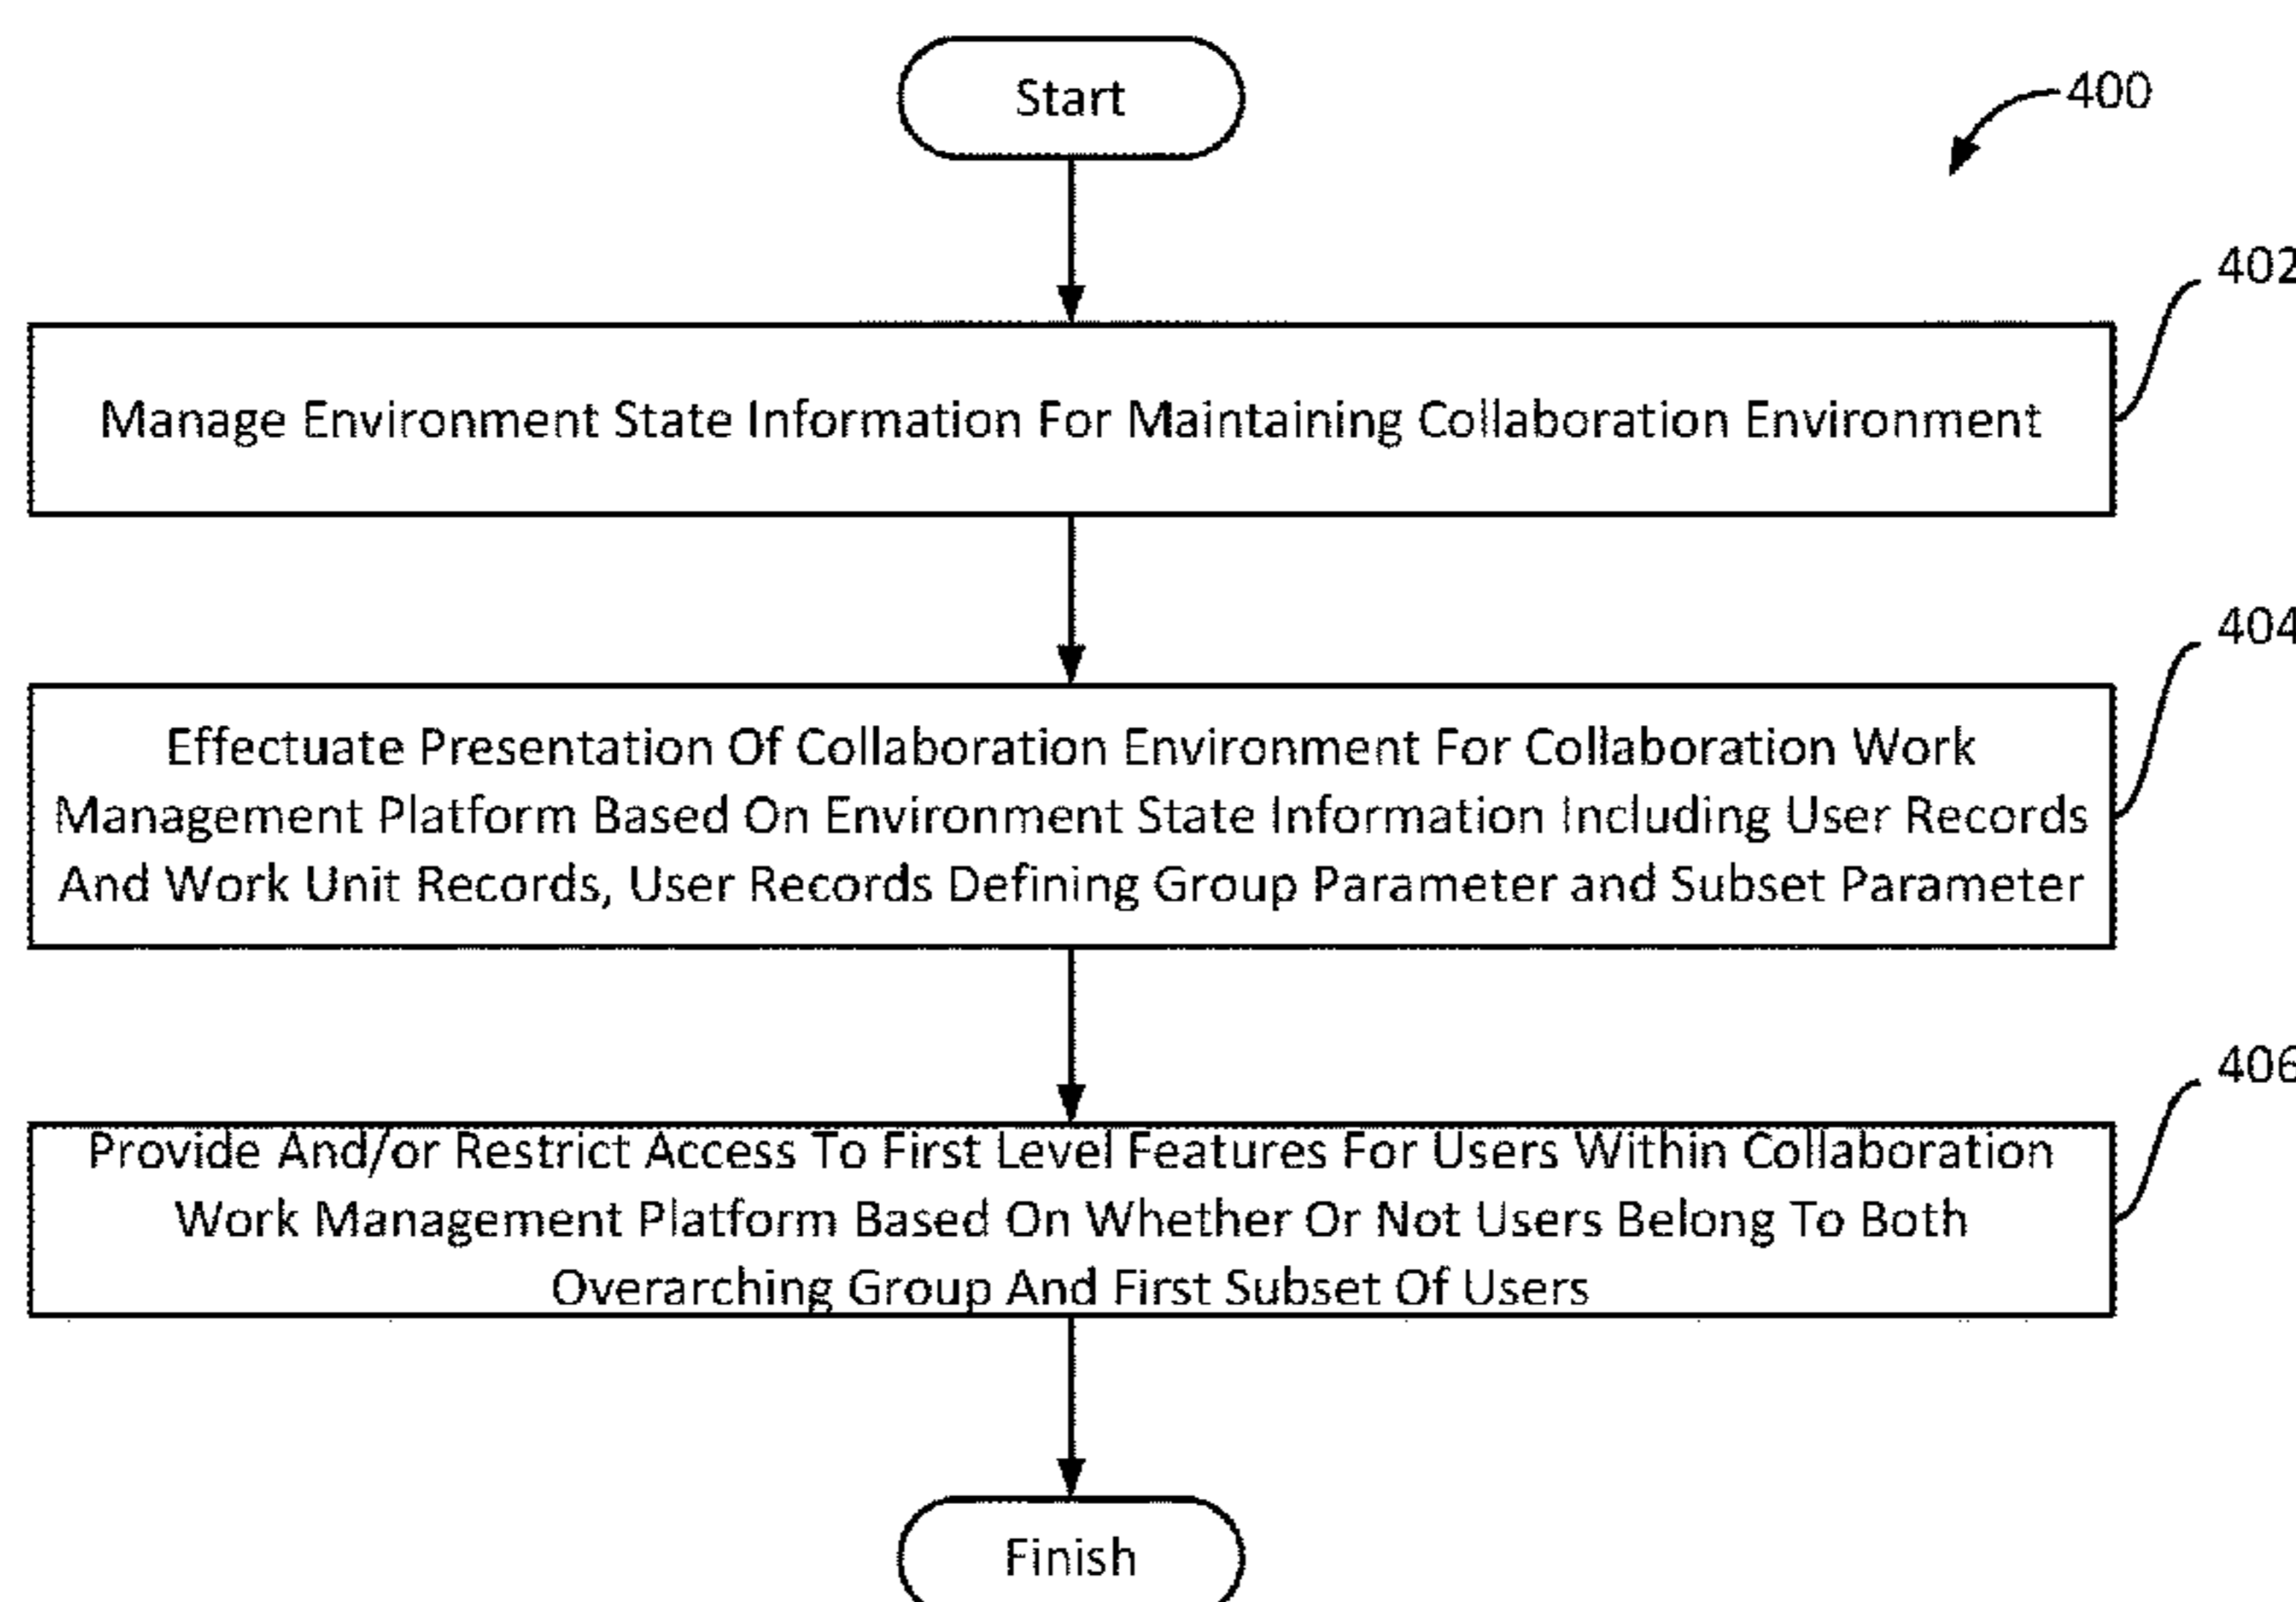 Start
400
402
Manage Environment State Information For Maintaining Collaboration Environment
404
Effectuate Presentation Of Collaboration Environment For Collaboration Work
Management Platform Based On Environment State Information Including User Records
And Work Unit Records, User Records Defining Group Parameter and Subset Parameter
406
Provide And/or Restrict Access To First Level Features For Users Within Collaboration
Work Management Platform Based On Whether Or Not Users Belong To Both
Overarching Group And First Subset Of Users
Finish